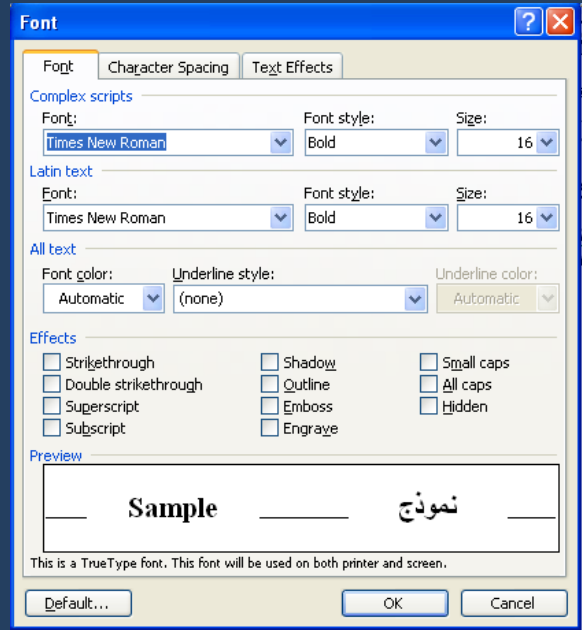 Font
Font Character Spacing Text Effects
Complex scripts
Font: Font style: Size:
Times New Roman Bold 16
Latin text
Font: Font style: Size:
Times New Roman Bold 16
All text
Font color: Underline style: Underline color:
Automatic (none) Automatic
Effects
Strikethrough Shadow Small caps
Double strikethrough Outline All caps
Superscript Emboss Hidden
Subscript Engrave
Preview
Sample نموذج
This is a TrueType font. This font will be used on both printer and screen.
Default... OK Cancel